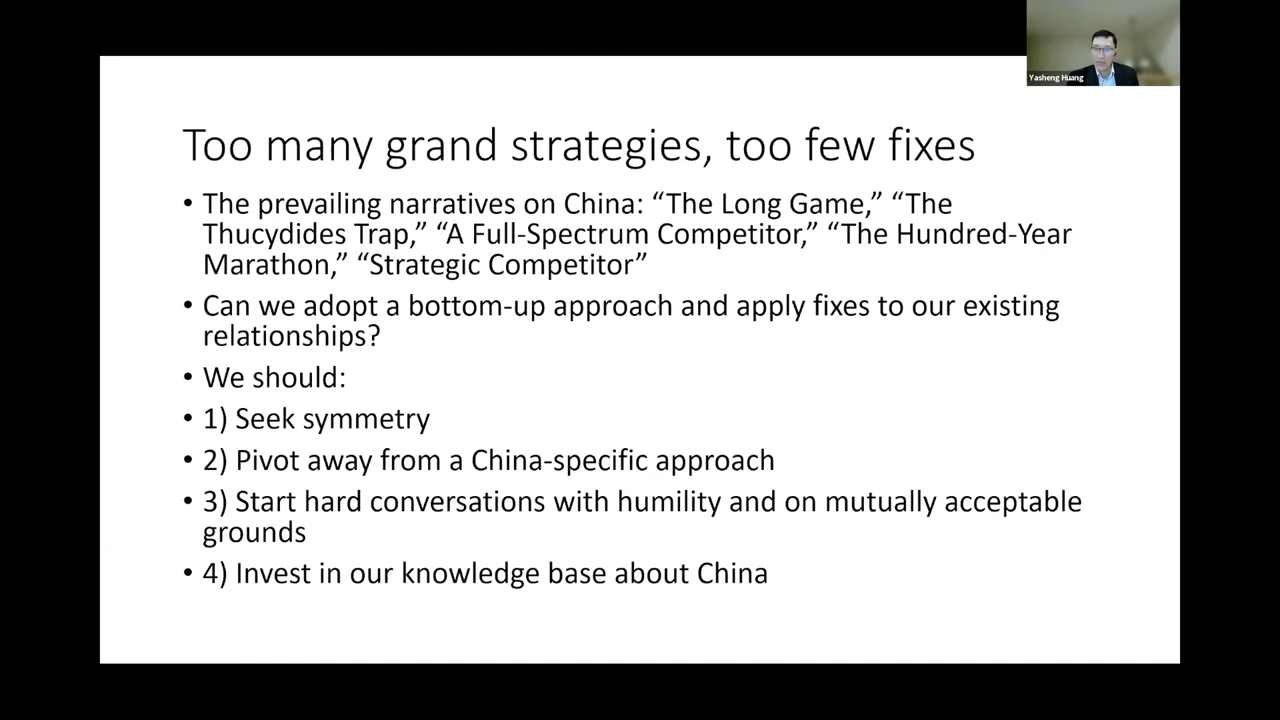 Yasheng Huang
Too many grand strategies, too few fixes
• The prevailing narratives on China: “The Long Game,” “The
Thucydides Trap,” “A Full-Spectrum Competitor,” “The Hundred-Year
Marathon,” “Strategic Competitor”
• Can we adopt a bottom-up approach and apply fixes to our existing
relationships?
• We should:
• 1) Seek symmetry
• 2) Pivot away from a China-specific approach
• 3) Start hard conversations with humility and on mutually acceptable
grounds
• 4) Invest in our knowledge base about China